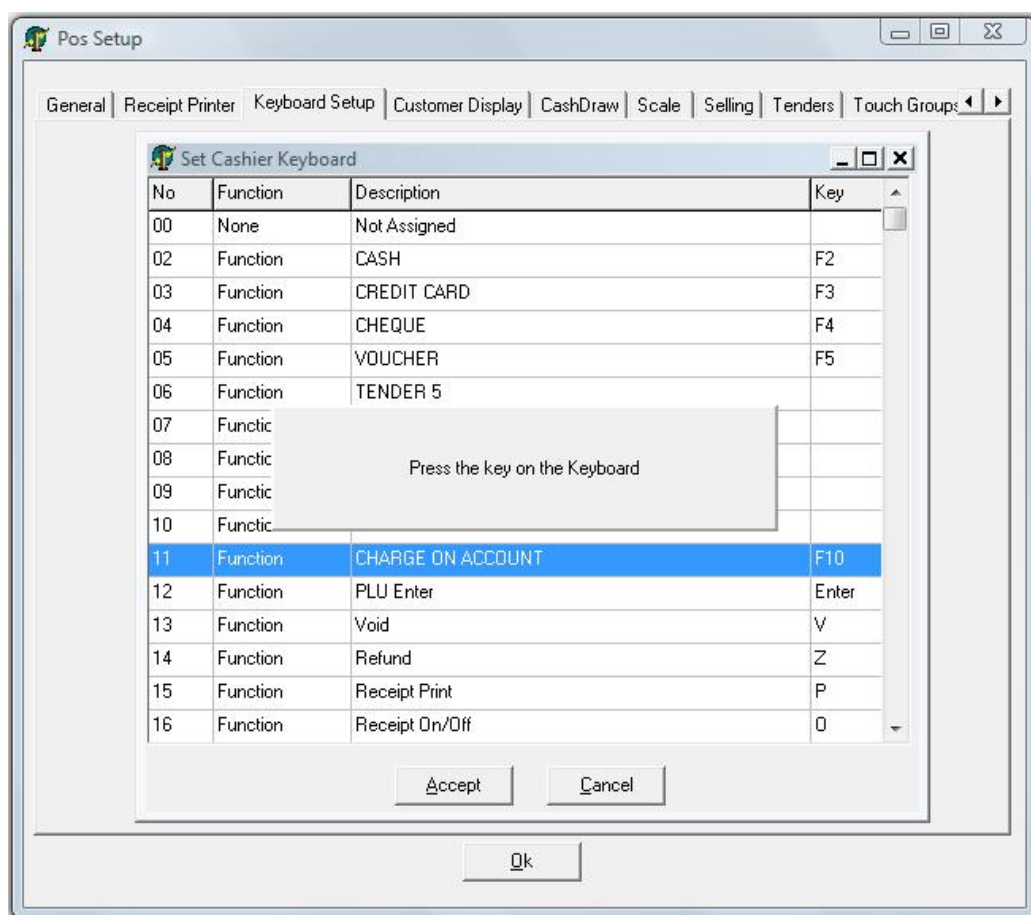 Pos Setup
General Receipt Printer Keyboard Setup Customer Display CashDraw Scale Selling Tenders Touch Groups
Set Cashier Keyboard
No Function Description Key
00 None Not Assigned
02 Function CASH F2
03 Function CREDIT CARD F3
04 Function CHEQUE F4
05 Function VOUCHER F5
06 Function TENDER 5
07 Functic
08 Functic
Press the key on the Keyboard
09 Functic
10 Functic
11 Function CHARGE ON ACCOUNT F10
12 Function PLU Enter Enter
13 Function Void V
14 Function Refund Z
15 Function Receipt Print P
16 Function Receipt On/Off O
Accept Cancel
Ok